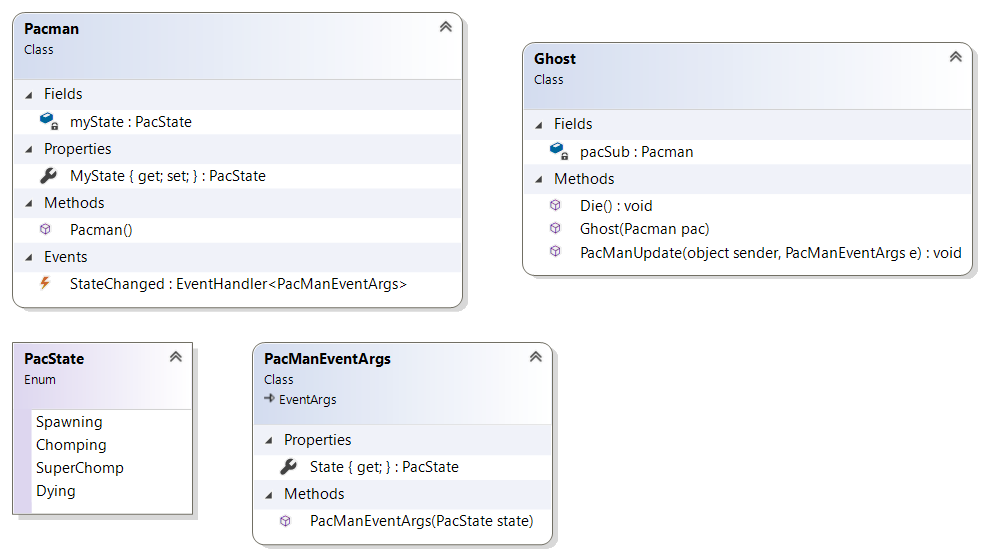 Pacman
Class
Fields
myState : PacState
Properties
MyState { get; set; } : PacState
Methods
Pacman()
Events
StateChanged : EventHandler<PacManEventArgs>
Ghost
Class
Fields
pacSub : Pacman
Methods
Die() : void
Ghost(Pacman pac)
PacManUpdate(object sender, PacManEventArgs e) : void
PacState
Enum
Spawning
Chomping
SuperChomp
Dying
PacManEventArgs
Class
EventArgs
Properties
State { get; } : PacState
Methods
PacManEventArgs(PacState state)